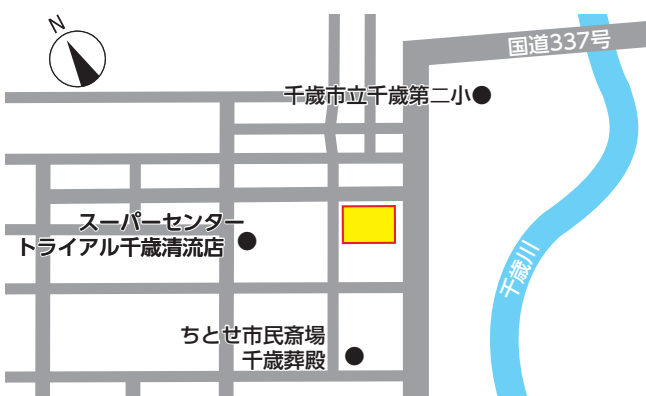 N
国道337号
千歳市立千歳第二小
スーパーセンター
トライアル千歳清流店
千歳川
ちとせ市民斎場
千歳葬殿